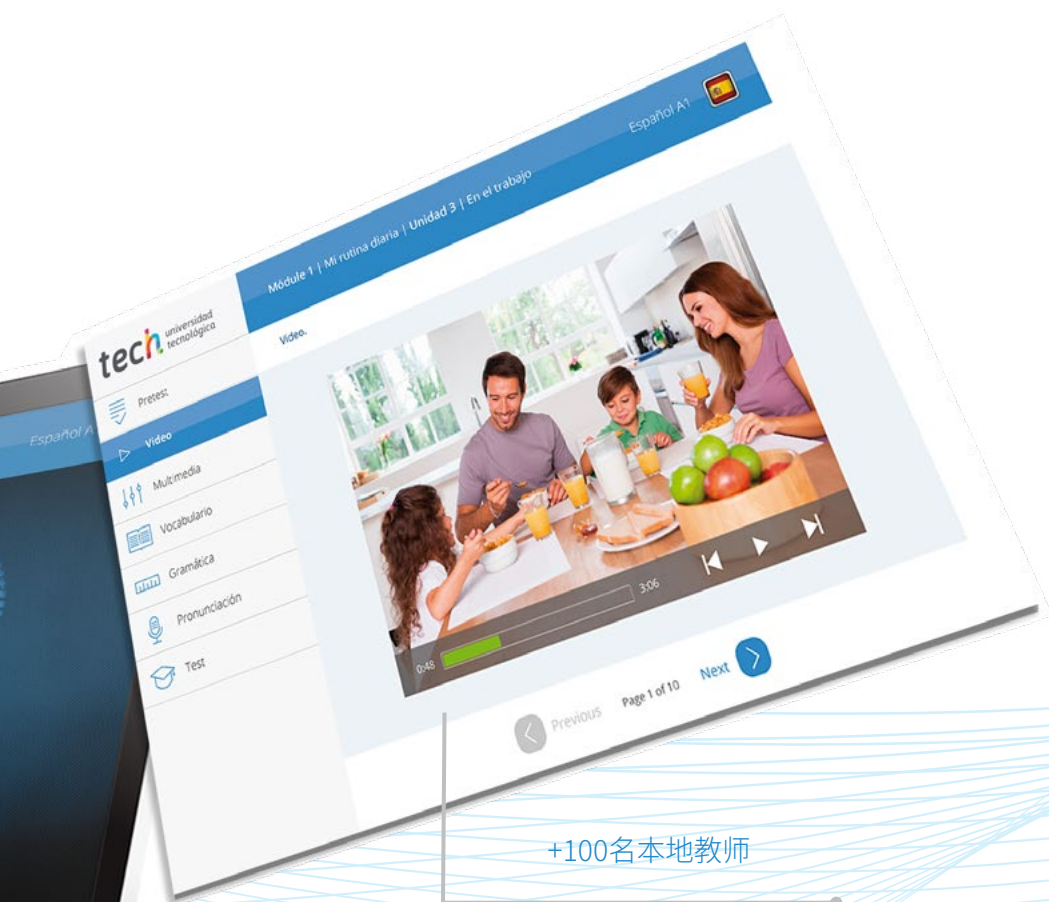 Español A1
Módule 1 | Mi rutina diaria | Unidad 3 | En el trabajo
tech universidad
tecnológica
Video.
Pretest
Video
Multimedia
Vocabulario
Gramática
Pronunciación
Test
0:48
3:06
Previous
Page 1 of 10
Next
Español A
+100名本地教师